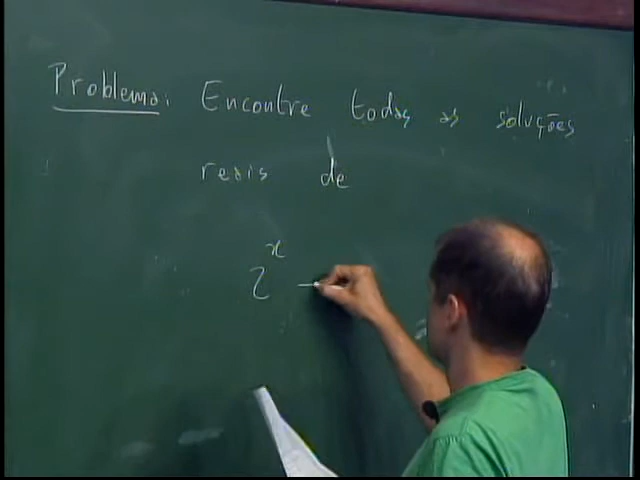 Problema: Encontre todas as soluções
reais de
2^x –